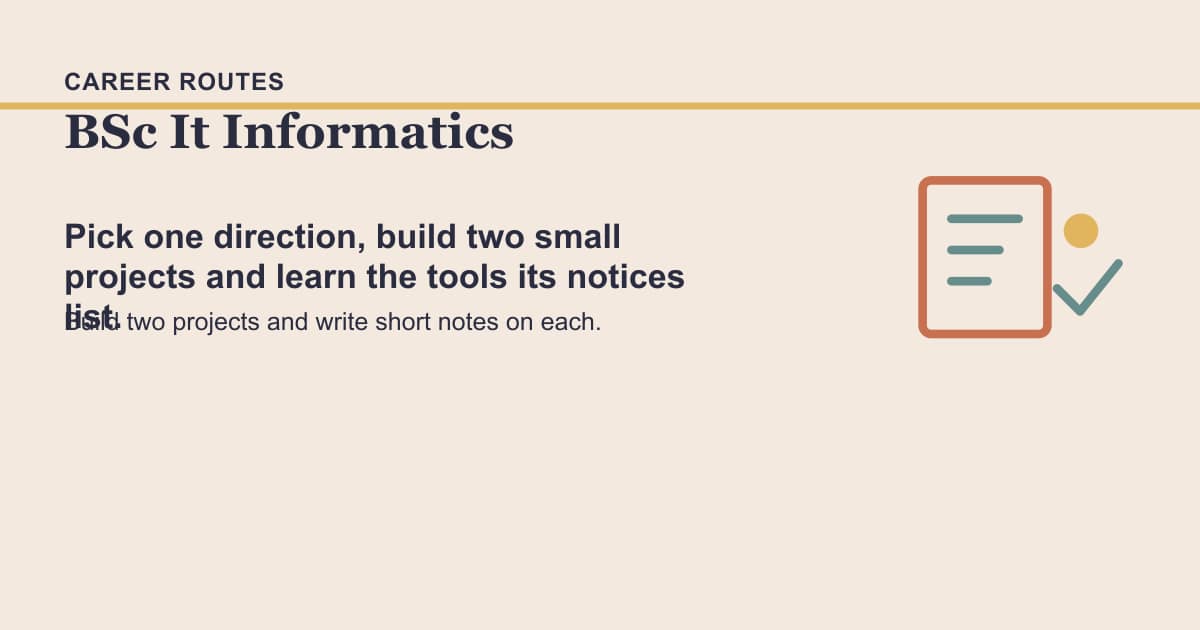 CAREER ROUTES
BSc It Informatics
Pick one direction, build two small
projects and learn the tools its notices
list.
Build two projects and write short notes on each.